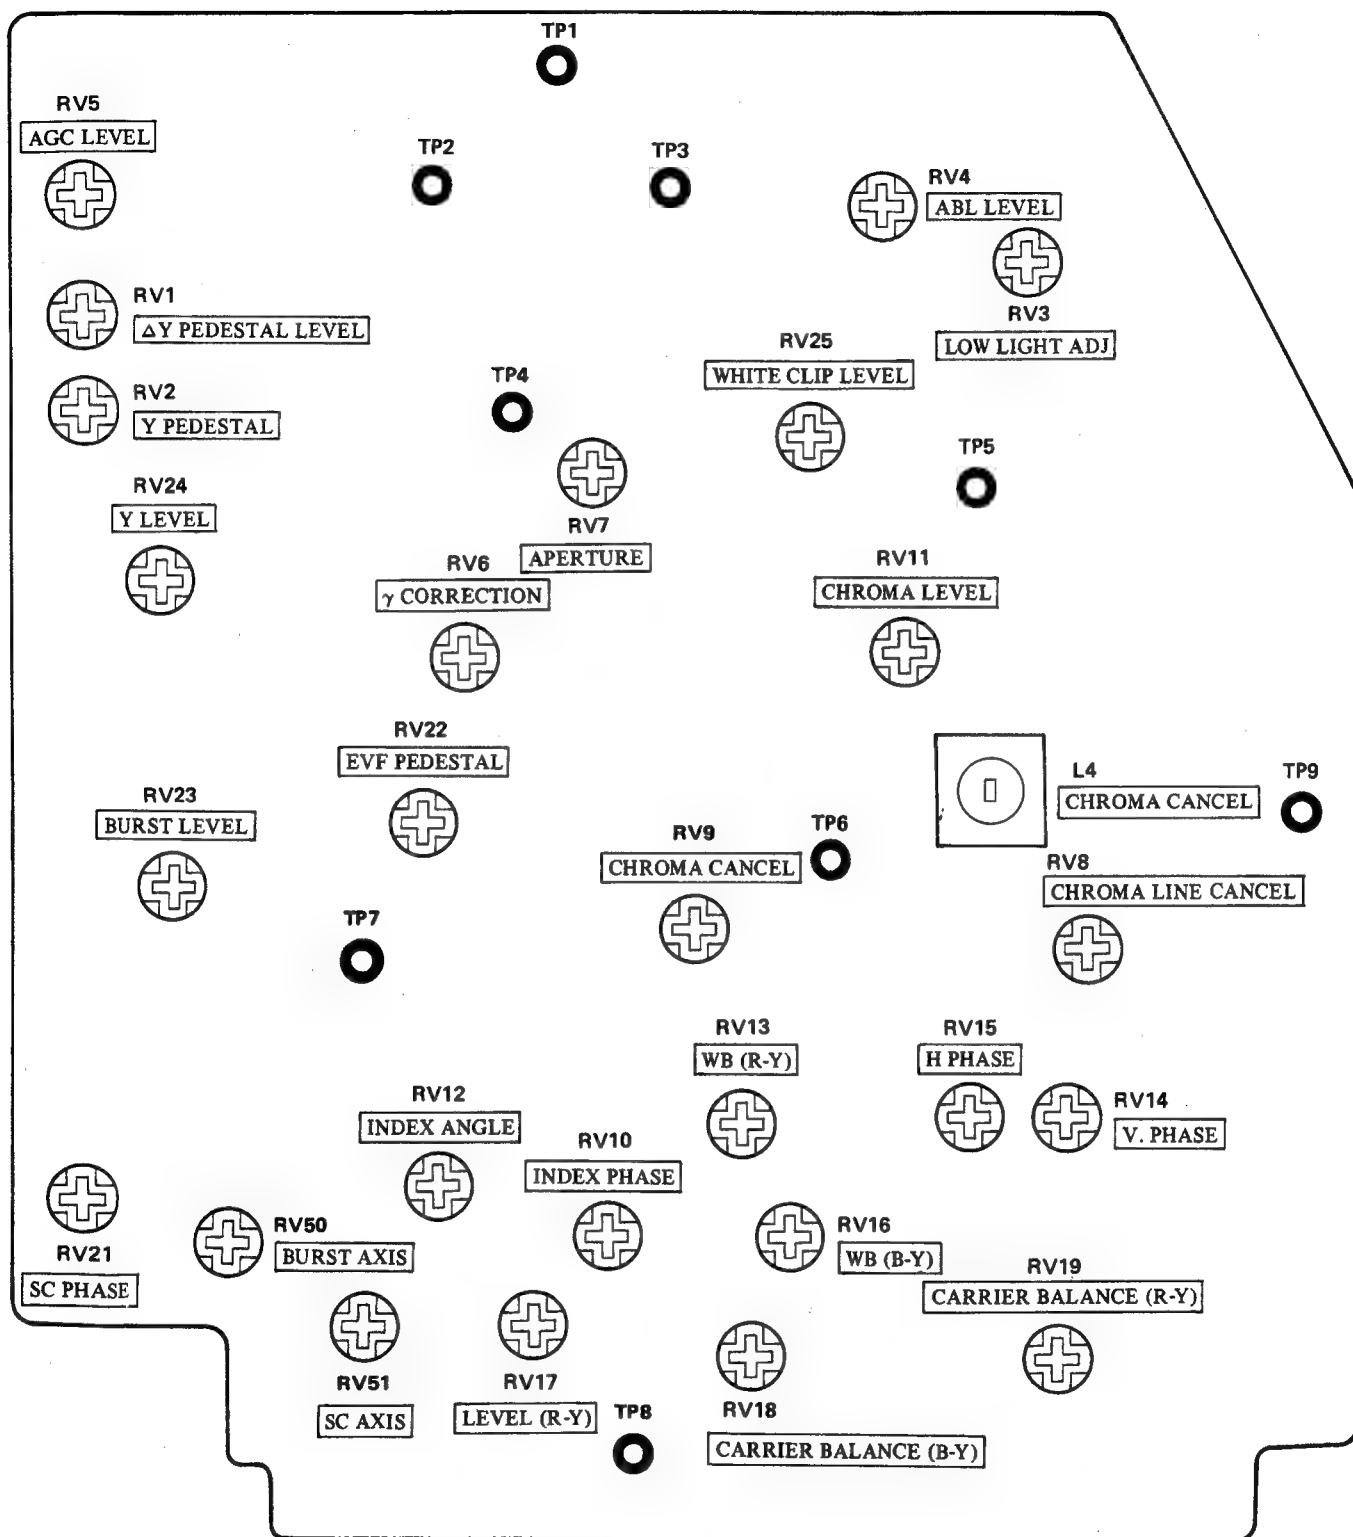 TP1
RV5
AGC LEVEL
TP2
TP3
RV4
ABL LEVEL
RV1
ΔY PEDESTAL LEVEL
RV3
LOW LIGHT ADJ
RV25
WHITE CLIP LEVEL
RV2
Y PEDESTAL
TP4
TP5
RV24
Y LEVEL
RV7
APERTURE
RV6
γ CORRECTION
RV11
CHROMA LEVEL
RV22
EVF PEDESTAL
L4
CHROMA CANCEL
TP9
RV23
BURST LEVEL
RV9
CHROMA CANCEL
TP6
RV8
CHROMA LINE CANCEL
TP7
RV13
WB (R-Y)
RV15
H PHASE
RV12
INDEX ANGLE
RV14
V. PHASE
RV10
INDEX PHASE
RV21
SC PHASE
RV50
BURST AXIS
RV16
WB (B-Y)
RV19
CARRIER BALANCE (R-Y)
RV51
SC AXIS
RV17
LEVEL (R-Y)
TP8
RV18
CARRIER BALANCE (B-Y)